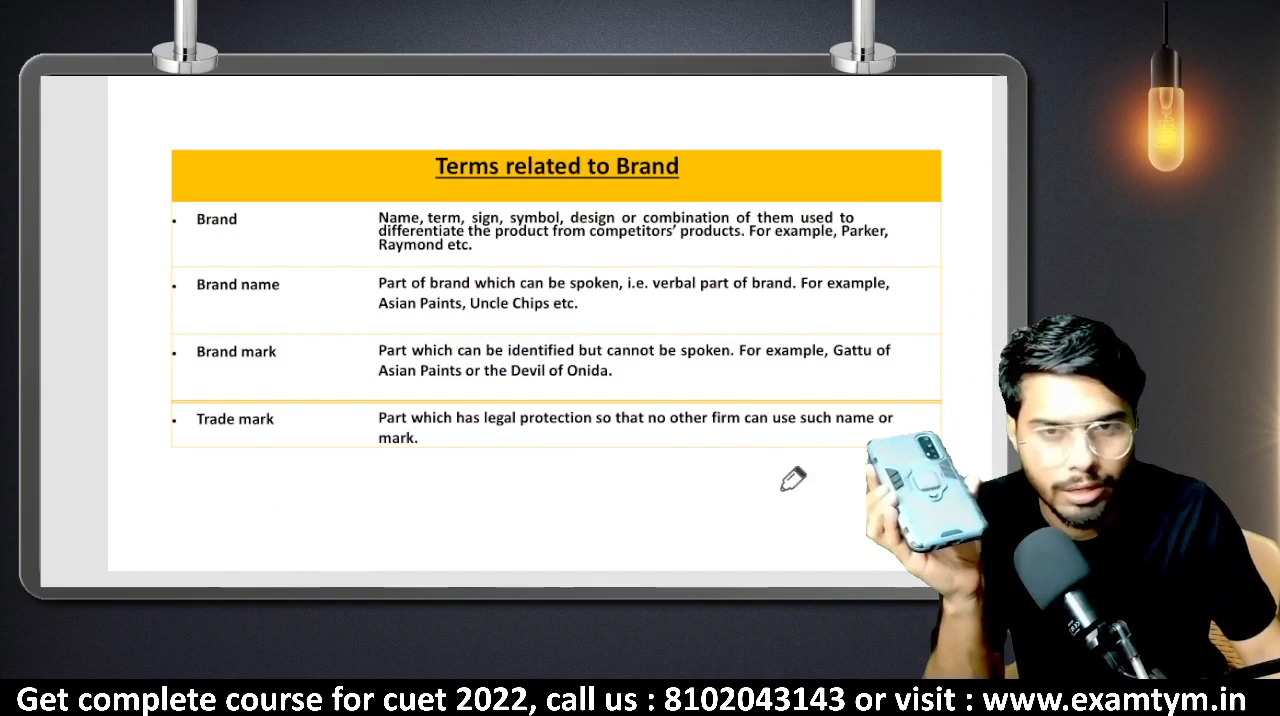 Terms related to Brand
• Brand
Name, term, sign, symbol, design or combination of them used to
differentiate the product from competitors’ products. For example, Parker,
Raymond etc.
• Brand name
Part of brand which can be spoken, i.e. verbal part of brand. For example,
Asian Paints, Uncle Chips etc.
• Brand mark
Part which can be identified but cannot be spoken. For example, Gattu of
Asian Paints or the Devil of Onida.
• Trade mark
Part which has legal protection so that no other firm can use such name or
mark.
Get complete course for cuet 2022, call us : 8102043143 or visit : www.examtym.in